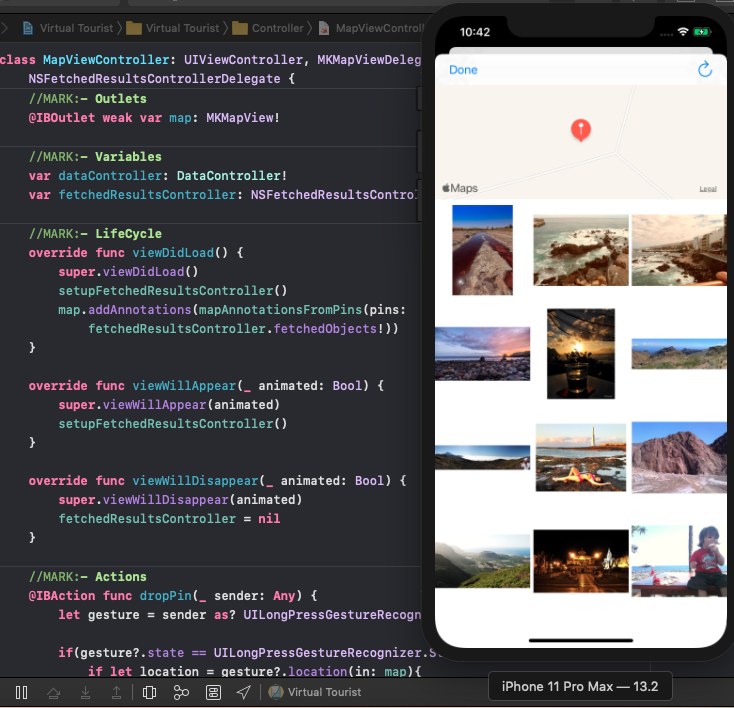 Virtual Tourist
Virtual Tourist
Controller
MapViewControll
class MapViewController: UIViewController, MKMapViewDeleg
NSFetchedResultsControllerDelegate {
//MARK:- Outlets
@IBOutlet weak var map: MKMapView!
//MARK:- Variables
var dataController: DataController!
var fetchedResultsController: NSFetchedResultsContro
//MARK:- LifeCycle
override func viewDidLoad() {
super.viewDidLoad()
setupFetchedResultsController()
map.addAnnotations(mapAnnotationsFromPins(pins:
fetchedResultsController.fetchedObjects!))
}
override func viewWillAppear(_ animated: Bool) {
super.viewWillAppear(animated)
setupFetchedResultsController()
}
override func viewWillDisappear(_ animated: Bool) {
super.viewWillDisappear(animated)
fetchedResultsController = nil
}
//MARK:- Actions
@IBAction func dropPin(_ sender: Any) {
let gesture = sender as? UILongPressGestureRecogn
if(gesture?.state == UILongPressGestureRecognizer.S
if let location = gesture?.location(in: map){
Virtual Tourist
10:42
Done
Maps
Legal
iPhone 11 Pro Max — 13.2